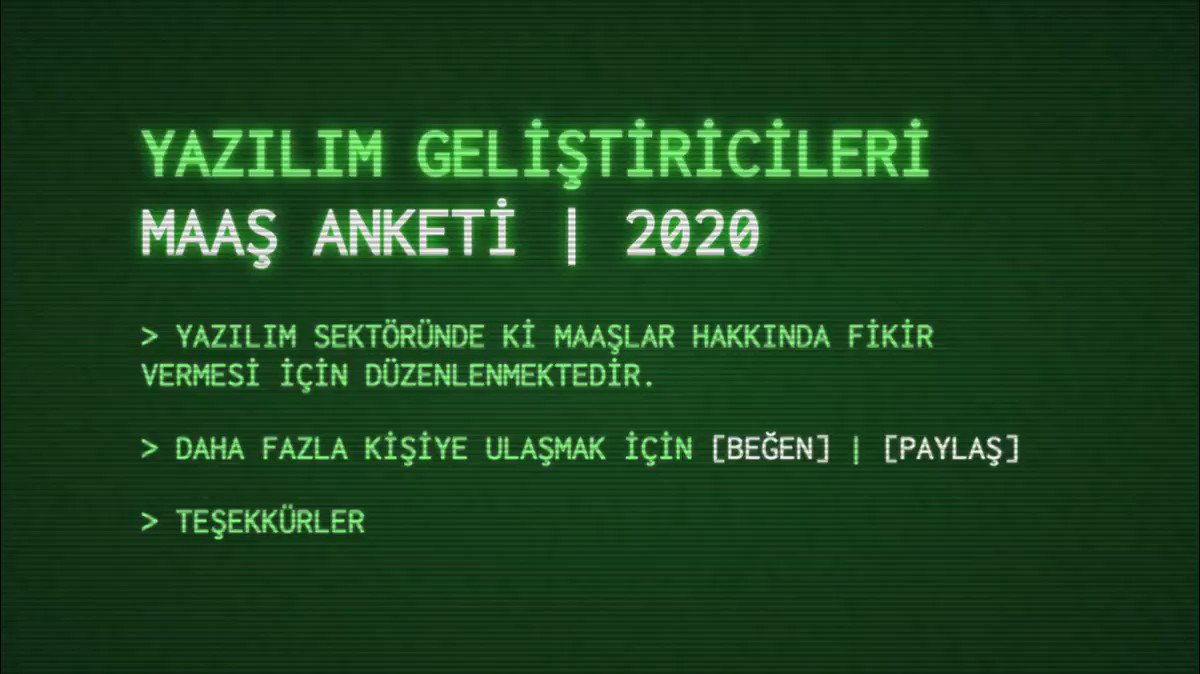 YAZILIM GELİŞTİRİCİLERİ
MAAŞ ANKETİ | 2020
> YAZILIM SEKTÖRÜNDE Kİ MAAŞLAR HAKKINDA FİKİR
VERMESİ İÇİN DÜZENLENMEKTEDİR.
> DAHA FAZLA KİŞİYE ULAŞMAK İÇİN [BEĞEN] | [PAYLAŞ]
> TEŞEKKÜRLER